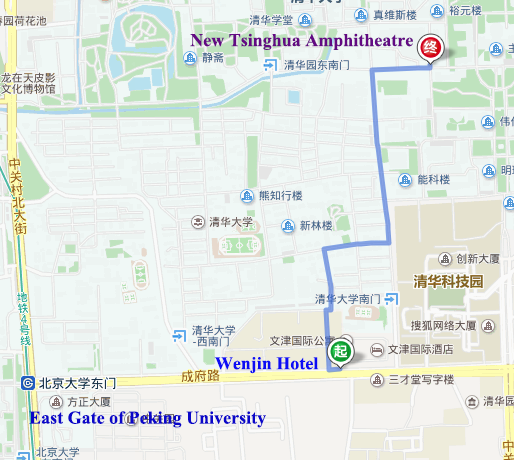 清华大学
春园荷花池
清华学堂
真维斯楼
裕元楼
New Tsinghua Amphitheatre
终
静斋
清华园东南门
龙在天皮影
文化博物馆
伟伦
中关村北大街
能科楼
明理
熊知行楼
清华大学
新林楼
创新大厦
清华科技园
地铁4号线
清华大学南门
搜狐网络大厦
清华大学
-西南门
文津国际公寓
起
文津国际酒店
Wenjin Hotel
成府路
三才堂写字楼
北京大学东门
方正大厦
清华园
East Gate of Peking University
北京大学